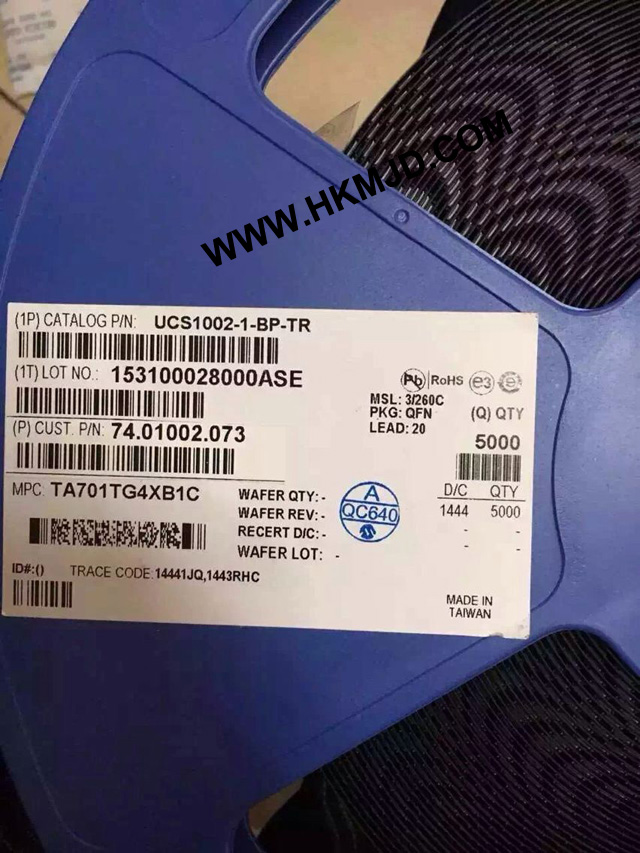 WWW.HKMJD.COM
(1P) CATALOG P/N: UCS1002-1-BP-TR
(1T) LOT NO.: 153100028000ASE
Pb RoHS e3
MSL: 3/260C
PKG: QFN (Q) QTY
LEAD: 20
5000
(P) CUST. P/N: 74.01002.073
MPC: TA701TG4XB1C
WAFER QTY: -
WAFER REV: -
RECERT D/C: -
WAFER LOT: -
A
QC640
D/C QTY
1444 5000
- -
- -
ID#:() TRACE CODE: 14441JQ,1443RHC
MADE IN
TAIWAN